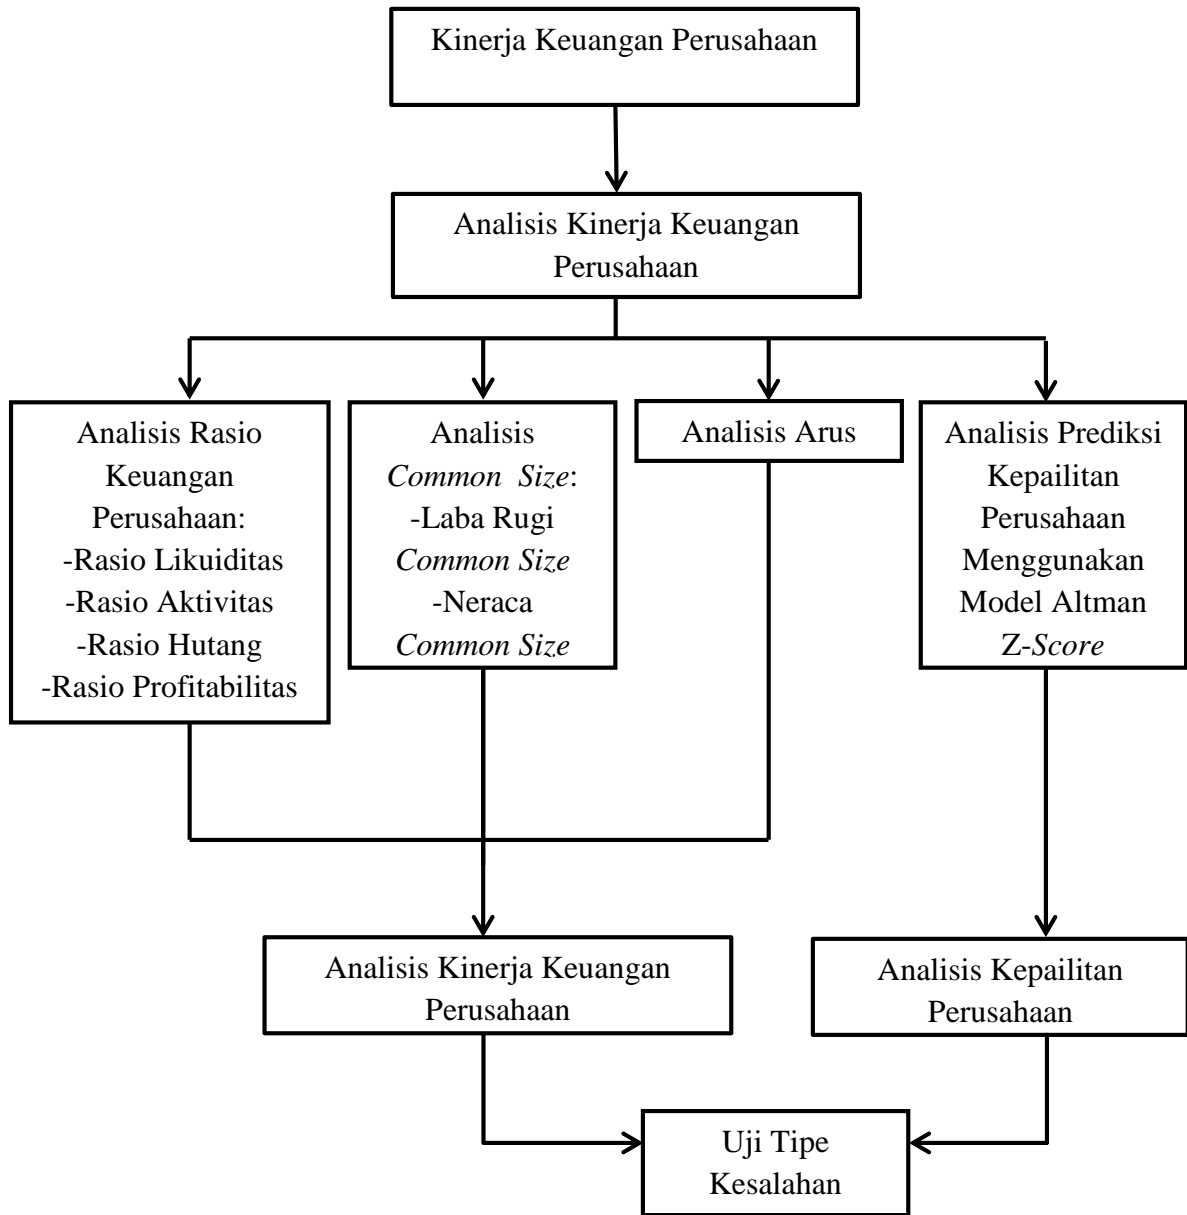 Kinerja Keuangan Perusahaan
Analisis Kinerja Keuangan
Perusahaan
Analisis Rasio
Keuangan
Perusahaan:
-Rasio Likuiditas
-Rasio Aktivitas
-Rasio Hutang
-Rasio Profitabilitas
Analisis
Common Size:
-Laba Rugi
Common Size
-Neraca
Common Size
Analisis Arus
Analisis Prediksi
Kepailitan
Perusahaan
Menggunakan
Model Altman
Z-Score
Analisis Kinerja Keuangan
Perusahaan
Analisis Kepailitan
Perusahaan
Uji Tipe
Kesalahan